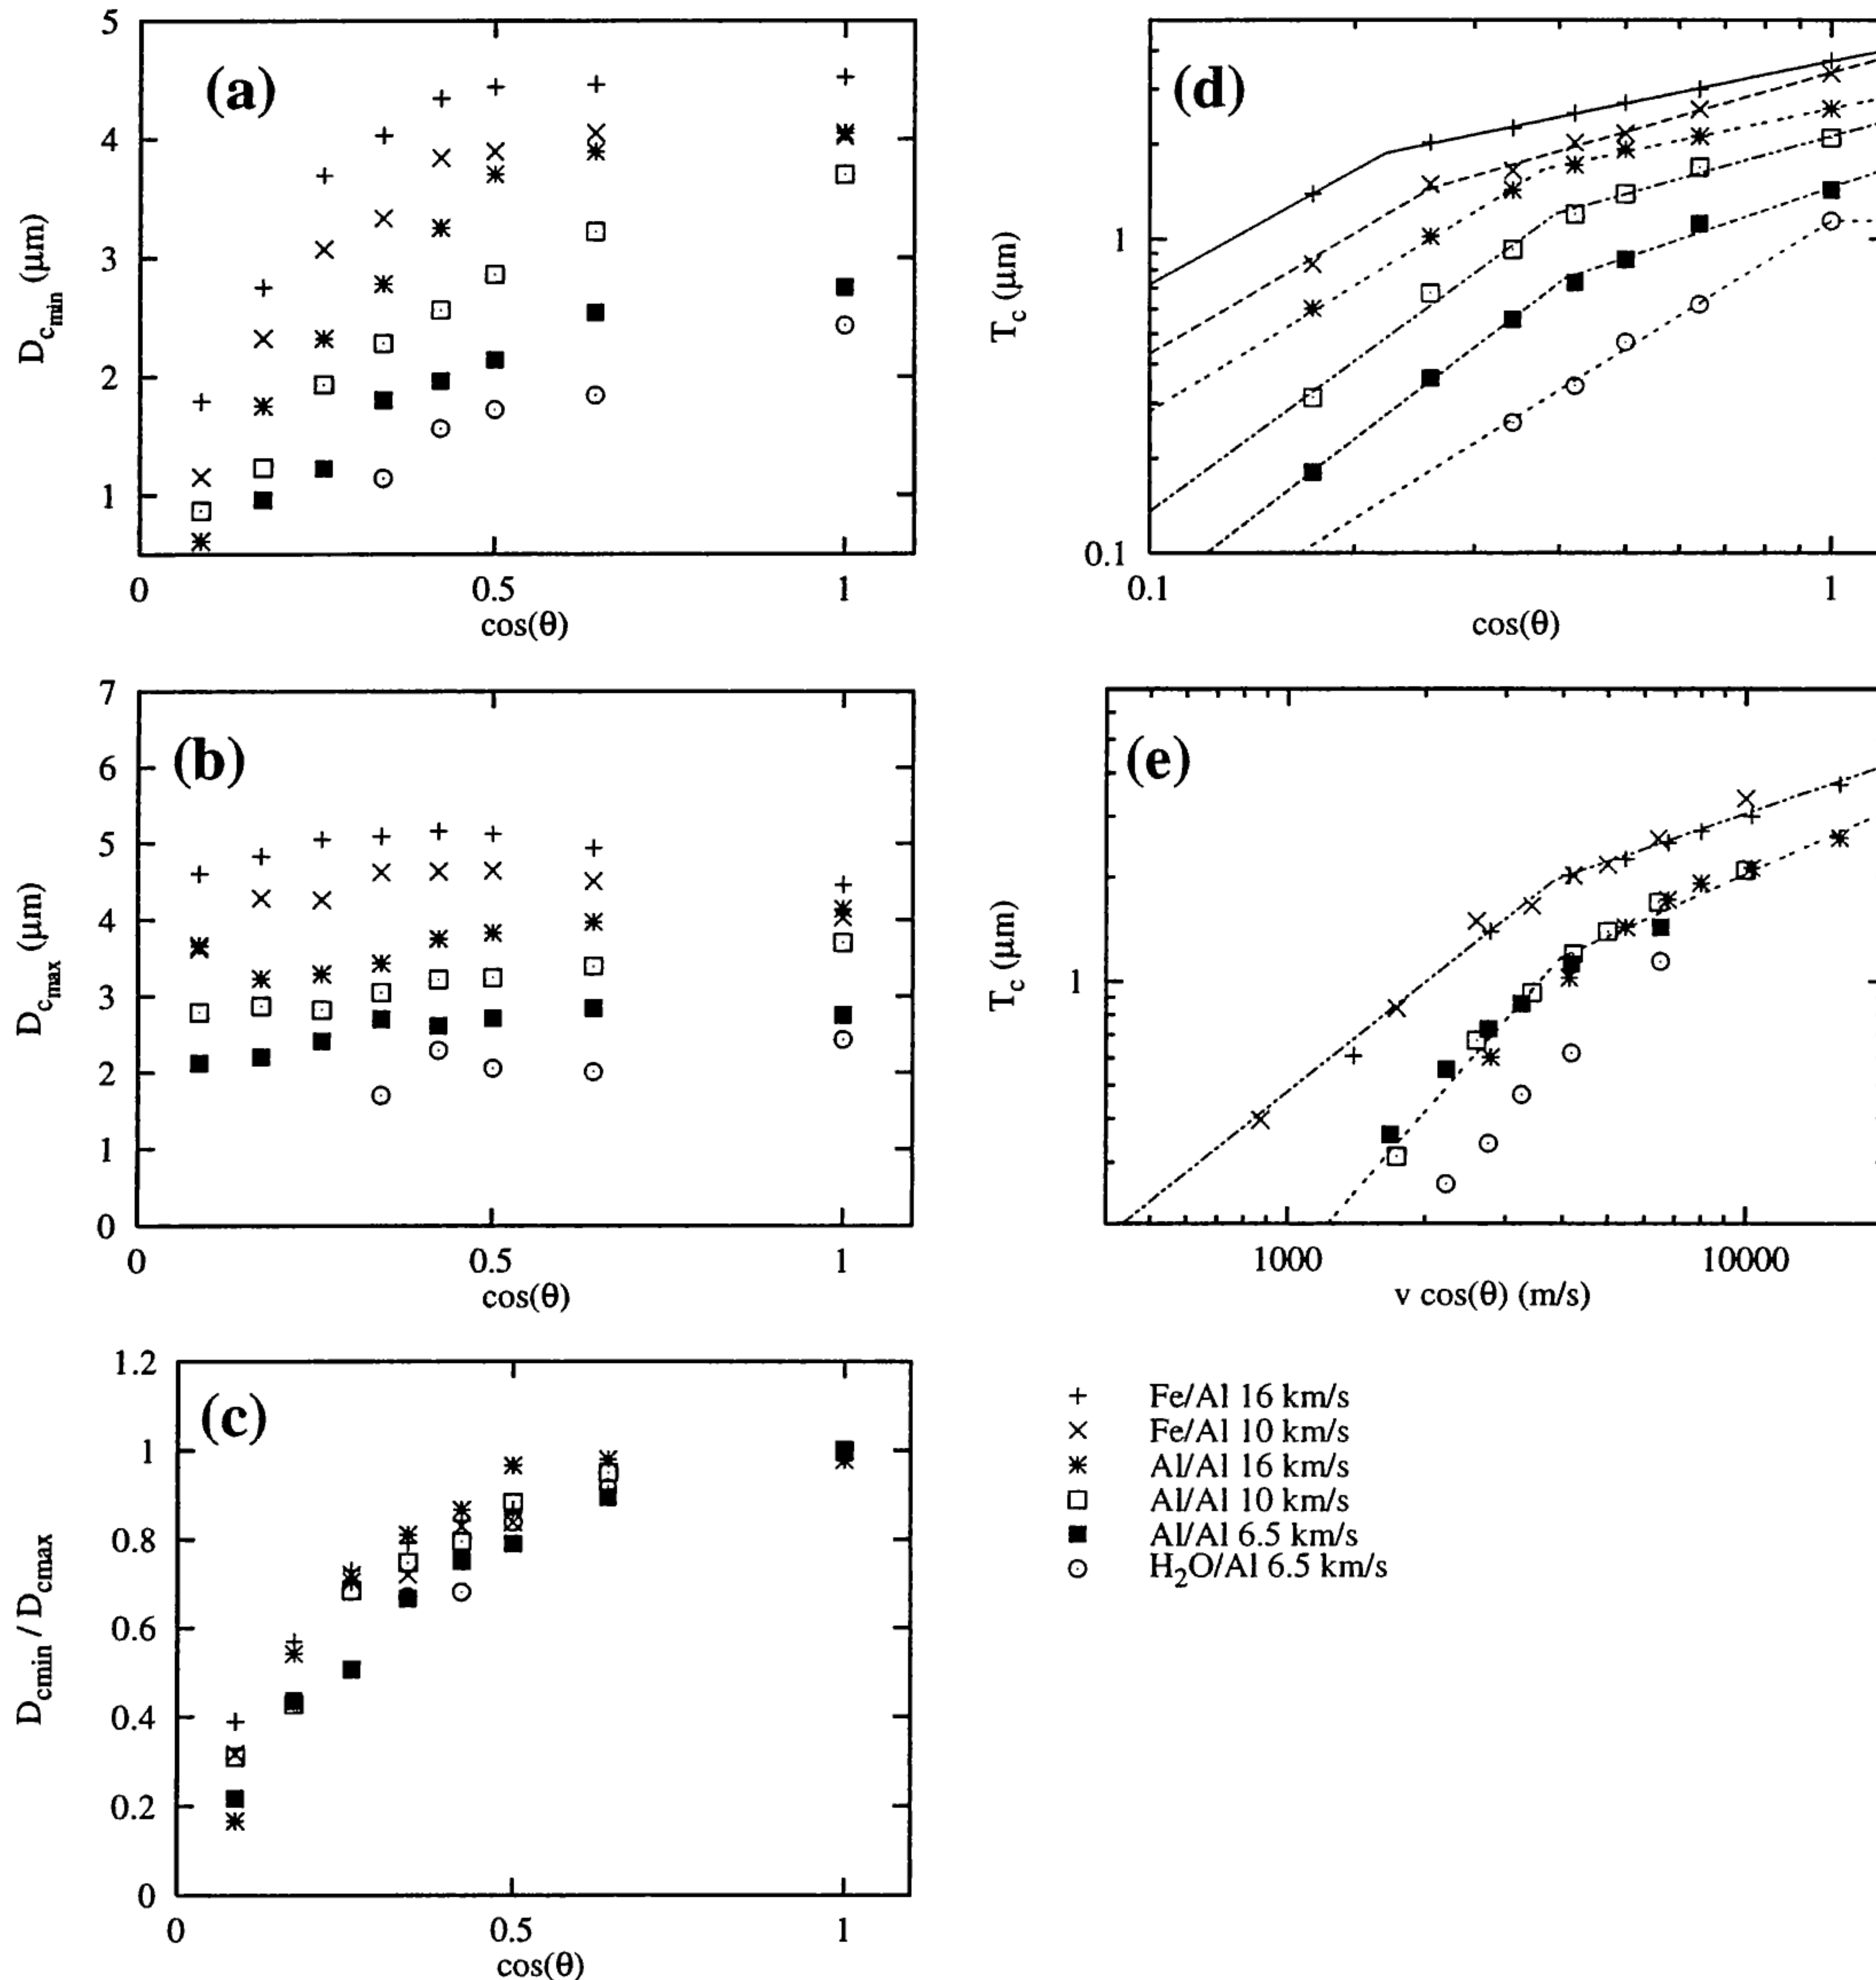 (a)
5
4
3
2
1
D_cmin (μm)
0 0.5 1
cos(θ)
(b)
7
6
5
4
3
2
1
0
D_cmax (μm)
0 0.5 1
cos(θ)
(c)
1.2
1
0.8
0.6
0.4
0.2
0
D_cmin / D_cmax
0 0.5 1
cos(θ)
(d)
1
0.1
T_c (μm)
0.1 1
cos(θ)
(e)
1
T_c (μm)
1000 10000
v cos(θ) (m/s)
Fe/Al 16 km/s
Fe/Al 10 km/s
Al/Al 16 km/s
Al/Al 10 km/s
Al/Al 6.5 km/s
H₂O/Al 6.5 km/s